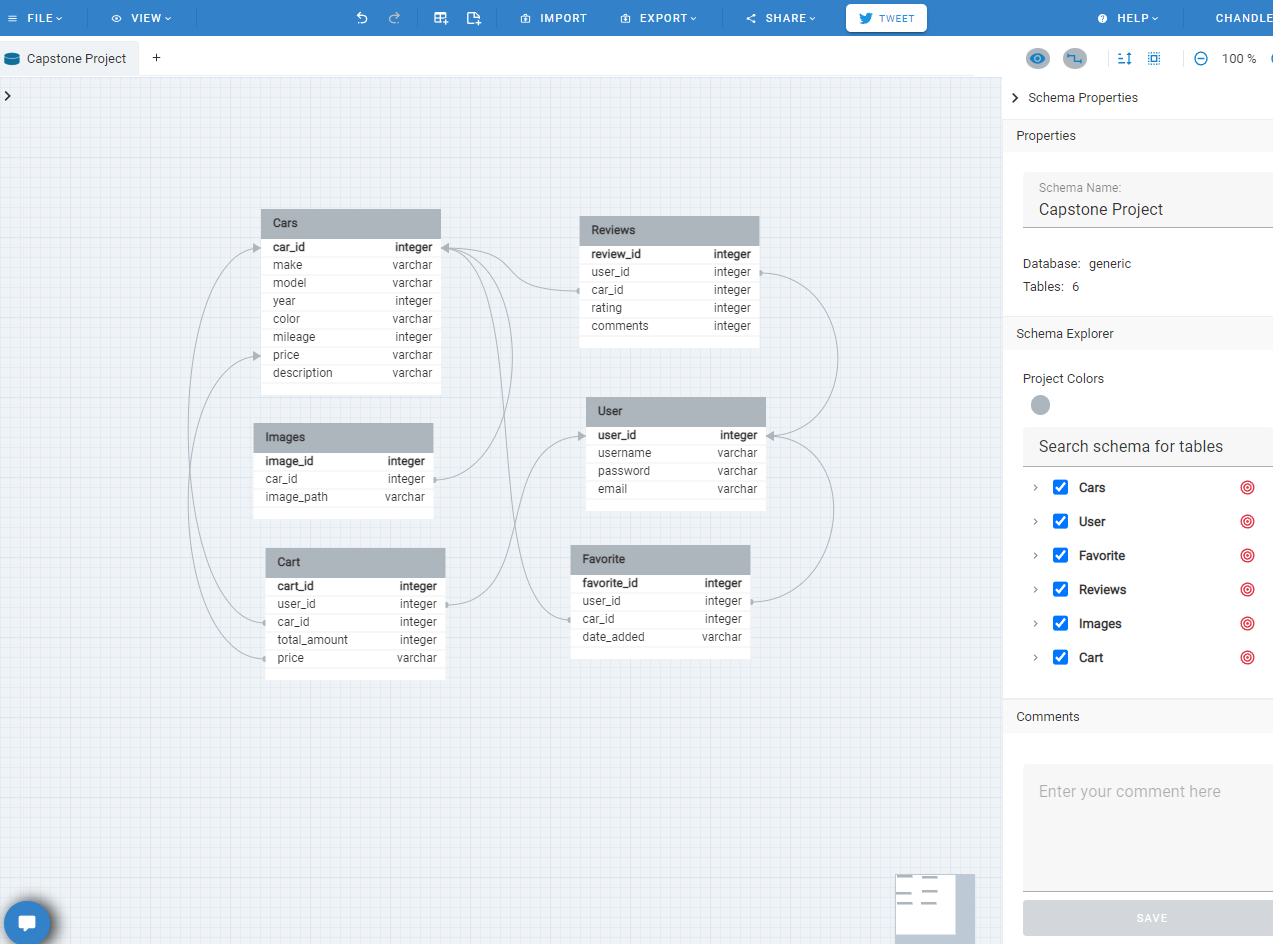 FILE VIEW IMPORT EXPORT SHARE TWEET HELP CHANDLE
Capstone Project + 100 %
Schema Properties
Properties
Schema Name:
Capstone Project
Database: generic
Tables: 6
Schema Explorer
Project Colors
Search schema for tables
Cars
User
Favorite
Reviews
Images
Cart
Comments
Enter your comment here
SAVE
Cars
car_id integer
make varchar
model varchar
year integer
color varchar
mileage integer
price varchar
description varchar
Reviews
review_id integer
user_id integer
car_id integer
rating integer
comments integer
Images
image_id integer
car_id integer
image_path varchar
User
user_id integer
username varchar
password varchar
email varchar
Cart
cart_id integer
user_id integer
car_id integer
total_amount integer
price varchar
Favorite
favorite_id integer
user_id integer
car_id integer
date_added varchar